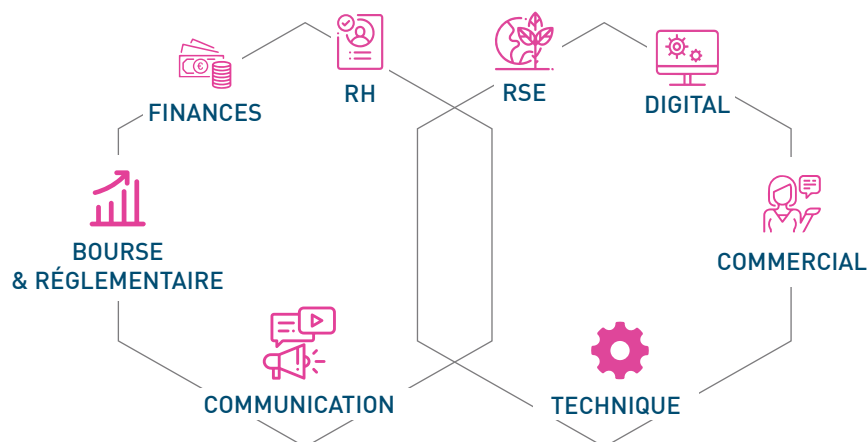 FINANCES
RH
RSE
DIGITAL
BOURSE
& RÉGLEMENTAIRE
COMMERCIAL
COMMUNICATION
TECHNIQUE